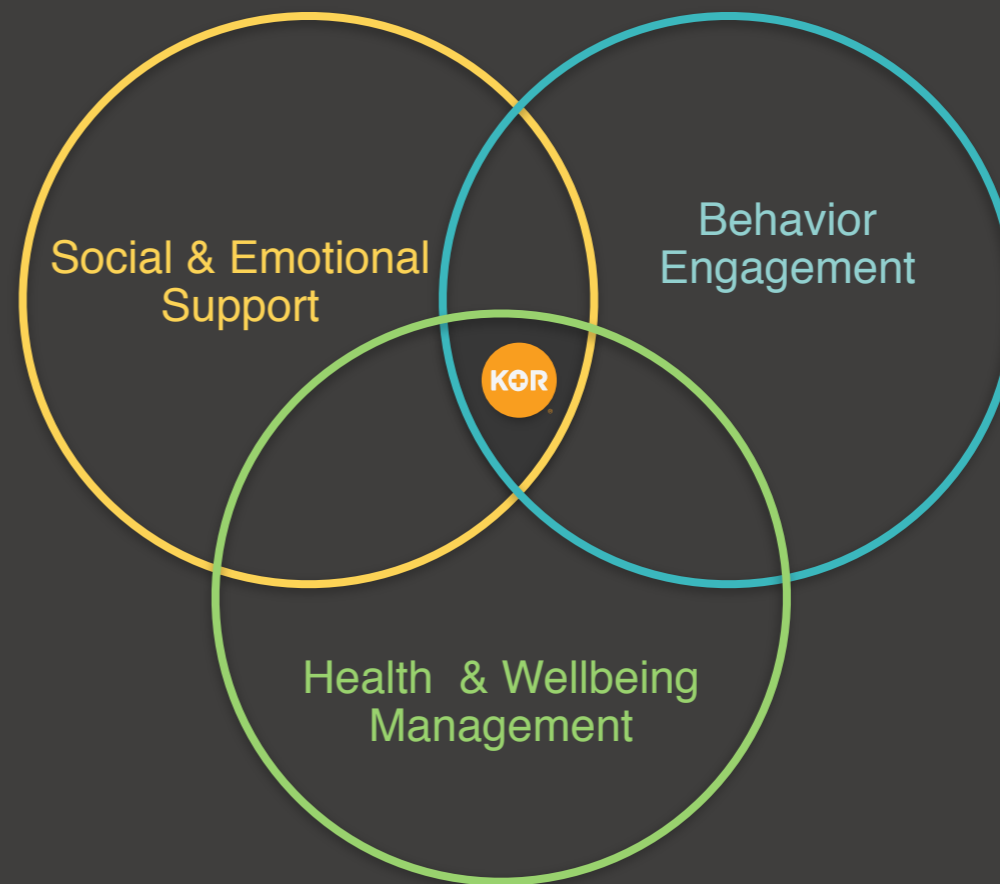 Social & Emotional
Support
Behavior
Engagement
KOR
Health & Wellbeing
Management